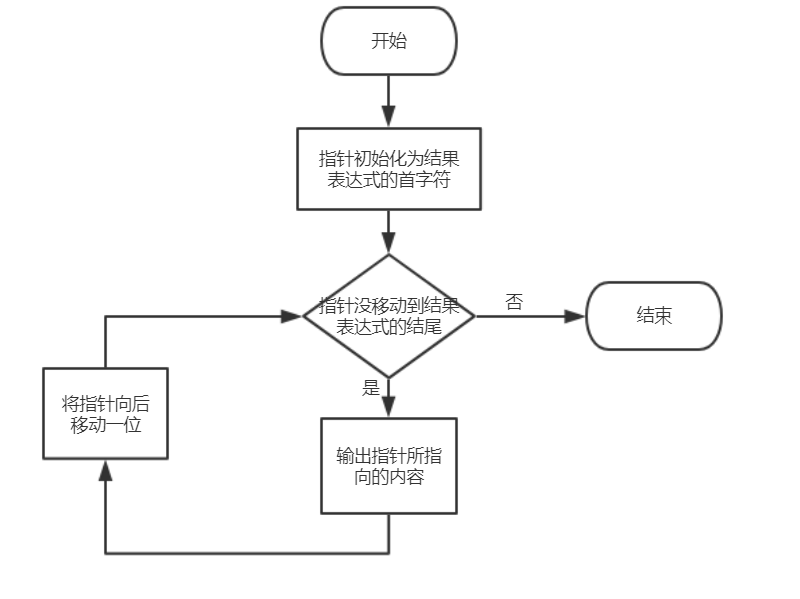 开始
指针初始化为结果
表达式的首字符
指针没移动到结果
表达式的结尾
否
结束
是
将指针向后
移动一位
输出指针所指
向的内容